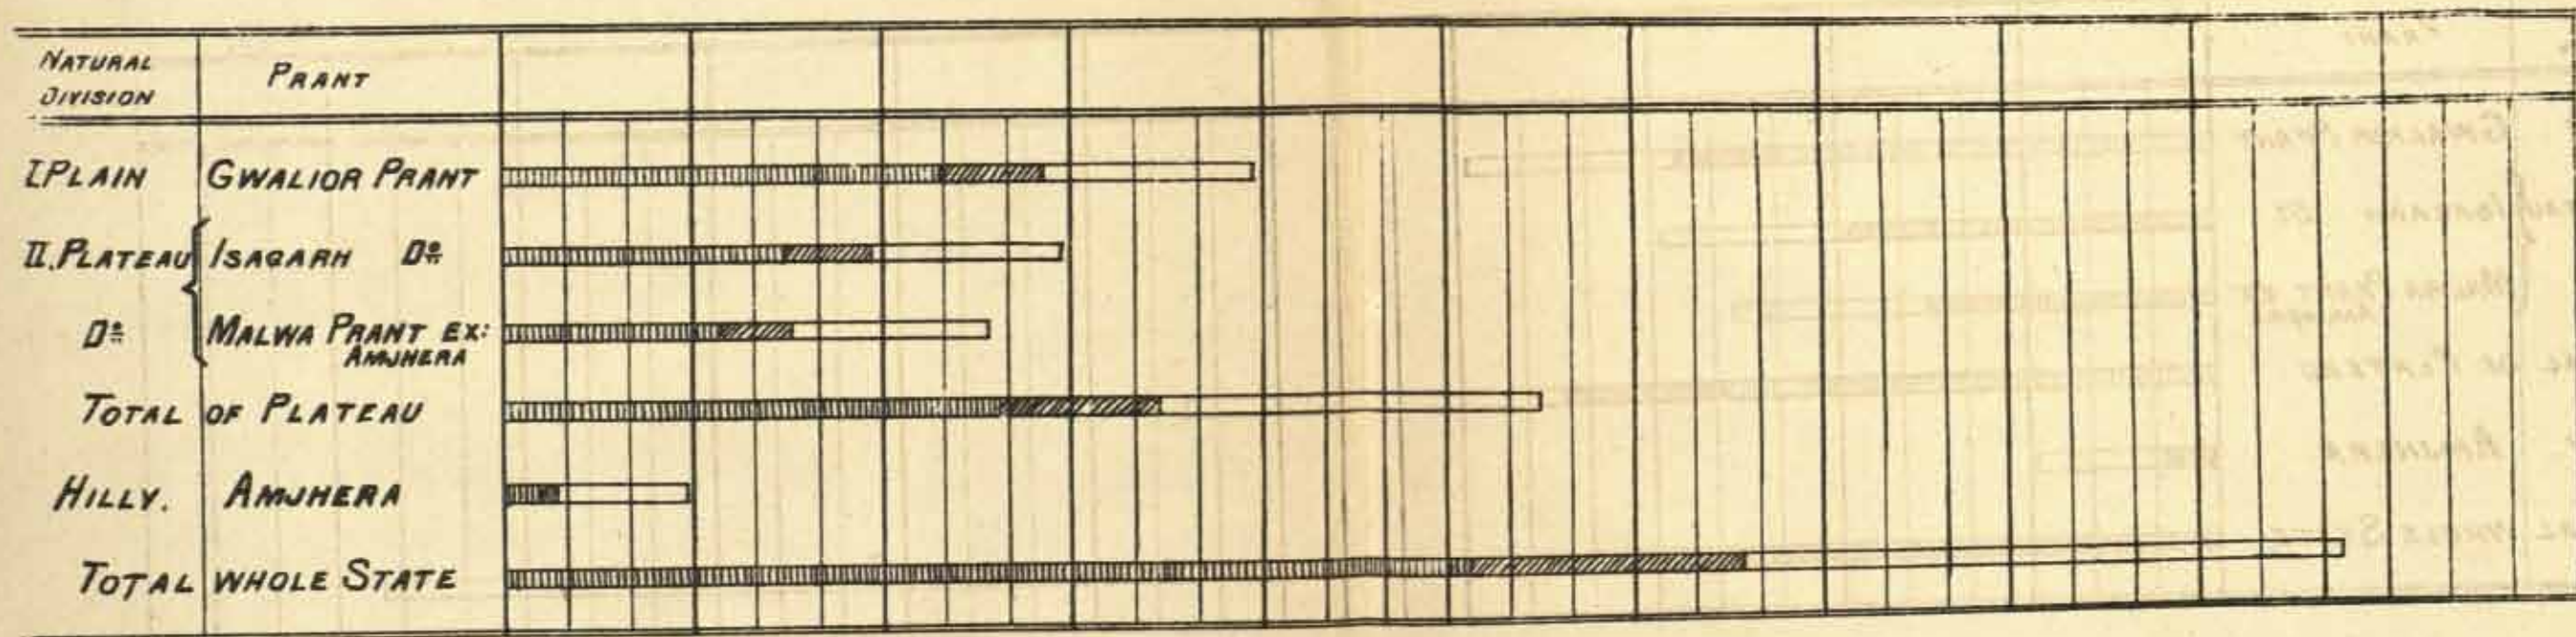 NATURAL DIVISION PRANT
I PLAIN GWALIOR PRANT
II. PLATEAU ISAGARH Do
Do MALWA PRANT EX: AMJHERA
TOTAL OF PLATEAU
HILLY. AMJHERA
TOTAL WHOLE STATE